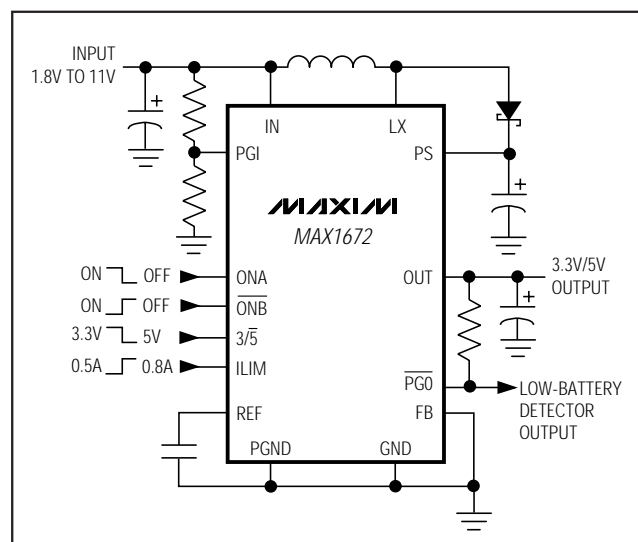 INPUT
1.8V TO 11V
+
IN
LX
PGI
PS
+
MAXIM
MAX1672
ON OFF ONA
OUT
3.3V/5V
OUTPUT
ON OFF ONB
+
3.3V 5V 3/5
0.5A 0.8A ILIM
PG0
LOW-BATTERY
DETECTOR
OUTPUT
REF
FB
PGND
GND